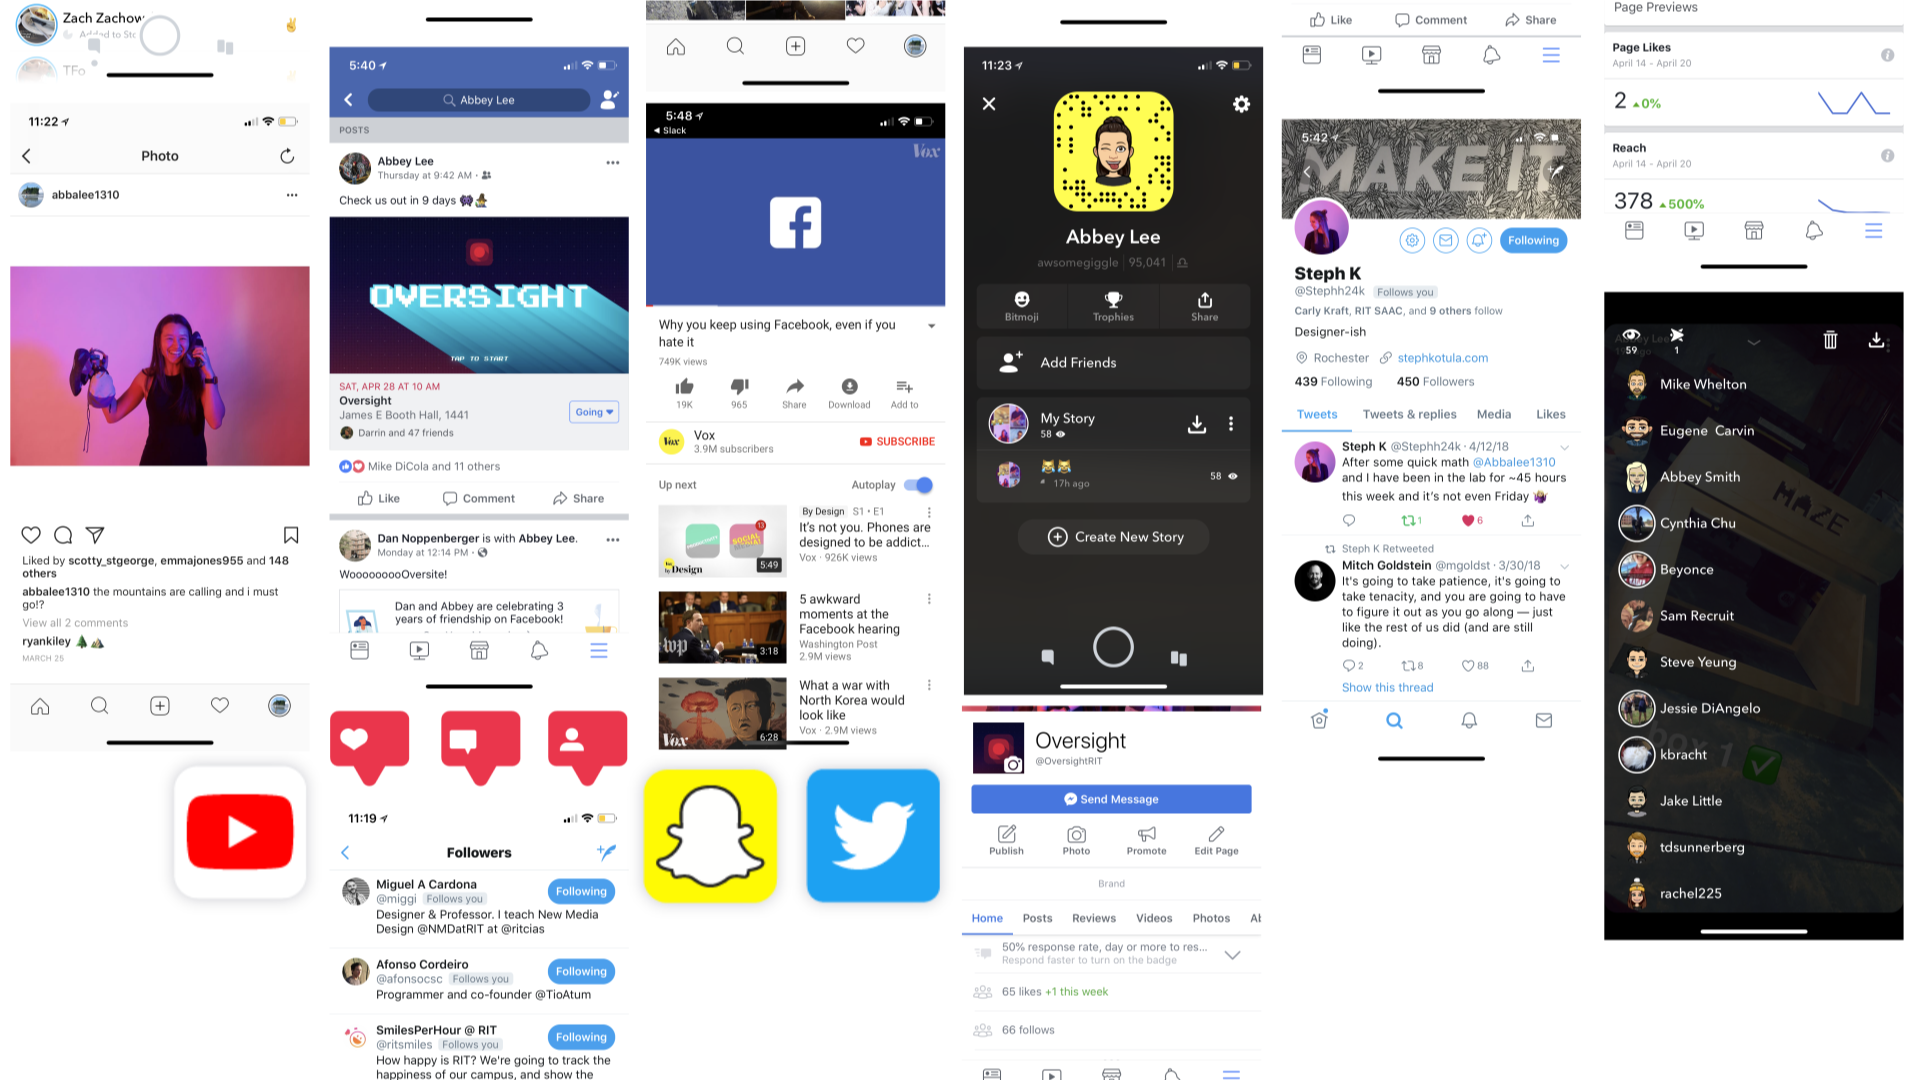 Zach Zachow
Added to Sto
TFo
11:22
Photo
abbalee1310
Liked by scotty_stgeorge, emmajones955 and 148
others
abbalee1310 the mountains are calling and i must
go!?
View all 2 comments
ryankiley
MARCH 25
5:40
Abbey Lee
POSTS
Abbey Lee
Thursday at 9:42 AM
Check us out in 9 days
OVERSIGHT
TAP TO START
SAT, APR 28 AT 10 AM
Oversight
James E Booth Hall, 1441
Going
Darrin and 47 friends
Mike DiCola and 11 others
Like Comment Share
Dan Noppenberger is with Abbey Lee.
Monday at 12:14 PM
WooooooooOversite!
Dan and Abbey are celebrating 3
years of friendship on Facebook!
11:19
Followers
Miguel A Cardona
@miggi Follows you
Following
Designer & Professor. I teach New Media
Design @NMDatRIT at @ritcias
Afonso Cordeiro
@afonsocsc Follows you
Following
Programmer and co-founder @TioAtum
SmilesPerHour @ RIT
@ritsmiles Follows you
Following
How happy is RIT? We're going to track the
happiness of our campus, and show the
5:48
Slack
Vox
Why you keep using Facebook, even if you
hate it
749K views
19K 965 Share Download Add to
Vox
Vox
3.9M subscribers
SUBSCRIBE
Up next
Autoplay
PRODUCTIVITY
SOCIAL
13
by Design
5:49
By Design S1 • E1
It's not you. Phones are
designed to be addict...
Vox · 926K views
wp
3:18
5 awkward
moments at the
Facebook hearing
Washington Post
2.9M views
Vox
6:28
What a war with
North Korea would
look like
Vox · 2.9M views
11:23
Abbey Lee
awsomegiggle 95,041
Bitmoji Trophies Share
Add Friends
My Story
58
17h ago
58
Create New Story
Oversight
@OversightRIT
Send Message
Publish Photo Promote Edit Page
Brand
Home Posts Reviews Videos Photos Al
50% response rate, day or more to res...
Respond faster to turn on the badge
65 likes +1 this week
66 follows
Like Comment Share
5:42
MAKE IT
Following
Steph K
@Stephh24k Follows you
Carly Kraft, RIT SAAC, and 9 others follow
Designer-ish
Rochester stephkotula.com
439 Following 450 Followers
Tweets Tweets & replies Media Likes
Steph K @Stephh24k · 4/12/18
After some quick math @Abbalee1310
and I have been in the lab for ~45 hours
this week and it's not even Friday
1 6
Steph K Retweeted
Mitch Goldstein @mgoldst · 3/30/18
It's going to take patience, it's going to
take tenacity, and you are going to have
to figure it out as you go along — just
like the rest of us did (and are still
doing).
2 8 88
Show this thread
Page Previews
Page Likes
April 14 - April 20
2 0%
Reach
April 14 - April 20
378 500%
Abbey Lee
59
1
MAZE
Mike Whelton
Eugene Carvin
Abbey Smith
Cynthia Chu
Beyonce
Sam Recruit
Steve Yeung
Jessie DiAngelo
kbracht
Jake Little
tdsunnerberg
rachel225